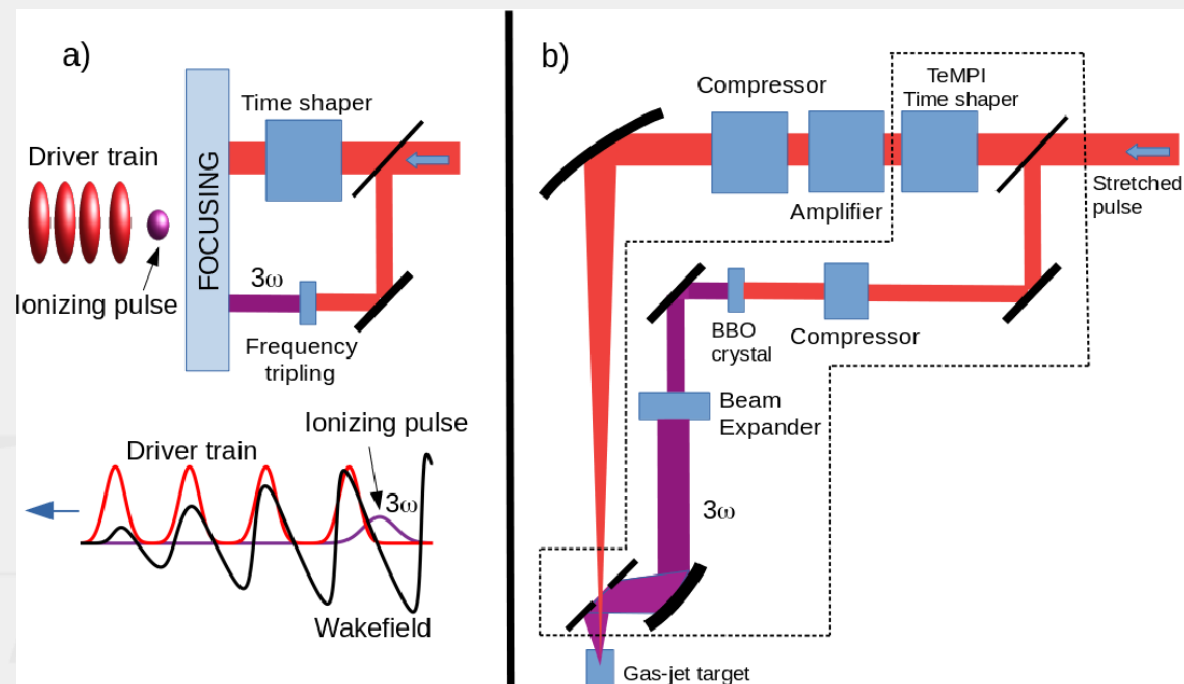 a)
Time shaper
Driver train
FOCUSING
Ionizing pulse
3ω
Frequency
tripling
Ionizing pulse
Driver train
3ω
Wakefield
b)
Compressor
TeMPI
Time shaper
Amplifier
Stretched
pulse
BBO
crystal
Compressor
Beam
Expander
3ω
Gas-jet target